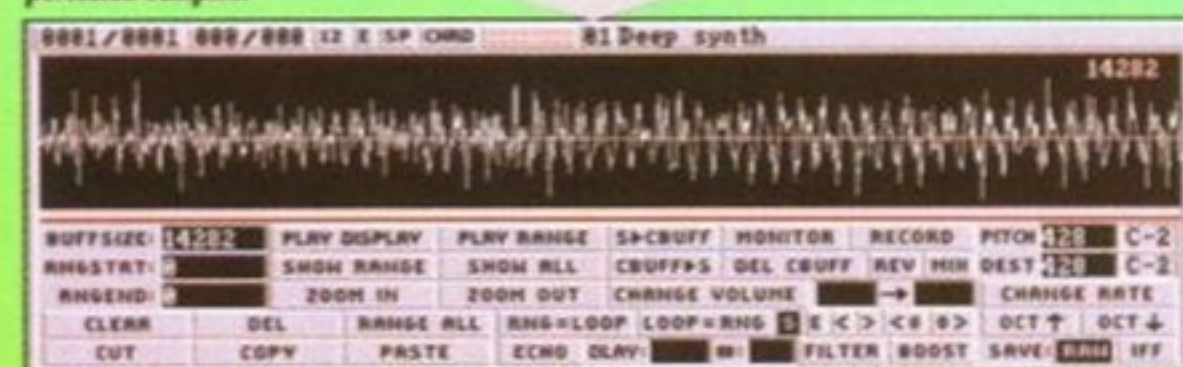 0001/0001 000/000 12 E SP CHRD 01 Deep synth
14282
BUFFSIZE: 14282 PLAY DISPLAY PLAY RANGE S►CBUFF MONITOR RECORD PITCH 428 C-2
RNGSTRT: 0 SHOW RANGE SHOW ALL CBUFF►S DEL CBUFF REV MIX DEST 428 C-2
RNGEND: 0 ZOOM IN ZOOM OUT CHANGE VOLUME → CHANGE RATE
CLEAR DEL RANGE ALL RNG=LOOP LOOP=RNG S E < > <0 0> OCT ↑ OCT ↓
CUT COPY PASTE ECHO DLAY: #: FILTER BOOST SAVE: RAW IFF